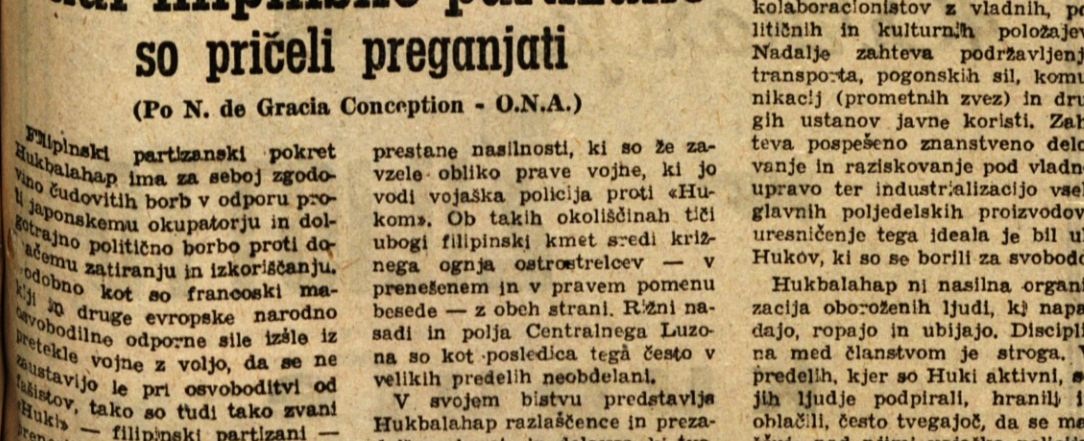 so pričeli preganjati
(Po N. de Gracia Conception - O.N.A.)
Filipinski partizanski pokret
Hukbalahap ima za seboj zgodo-
vino čudovitih borb v odporu pro-
ti japonskemu okupatorju in dol-
gotrajno politično borbo proti do-
mačemu zatiranju in izkoriščanju.
Podobno kot so francoski ma-
kiji in druge evropske narodno
osvobodilne odporne sile izšle iz
pretekle vojne z voljo, da se ne
zaustavijo le pri osvoboditvi od
fašistov, tako so tudi tako zvani
«Huki» — filipinski partizani —
prestane nasilnosti, ki so že za-
vzele obliko prave vojne, ki jo
vodi vojaška policija proti «Hu-
kom». Ob takih okoliščinah tiči
ubogi filipinski kmet sredi križ-
nega ognja ostrostrelcev — v
prenešenem in v pravem pomenu
besede — z obeh strani. Rižni na-
sadi in polja Centralnega Luzo-
na so kot posledica tega često v
velikih predelih neobdelani.
V svojem bistvu predstavlja
Hukbalahap razlaščence in preza-
kolaboracionistov z vladnih, po
litičnih in kulturnih položajev
Nadalje zahteva podržavljenj
transporta, pogonskih sil, komu
nikacij (prometnih zvez) in dru
gih ustanov javne koristi. Zah
teva pospešeno znanstveno delo
vanje in raziskovanje pod vladn
upravo ter industrializacijo vse
glavnih poljedelskih proizvodov
uresničenje tega ideala je bil u
Hukov, ki so se borili za svobodo
Hukbalahap ni nasilna organi
zacija oboroženih ljudi, ki napa
dajo, ropajo in ubijajo. Discipli
na med članstvom je stroga. V
predelih, kjer so Huki aktivni, s
jih ljudje podpirali, hranili i
oblačili, često tvegajoč, da se ma